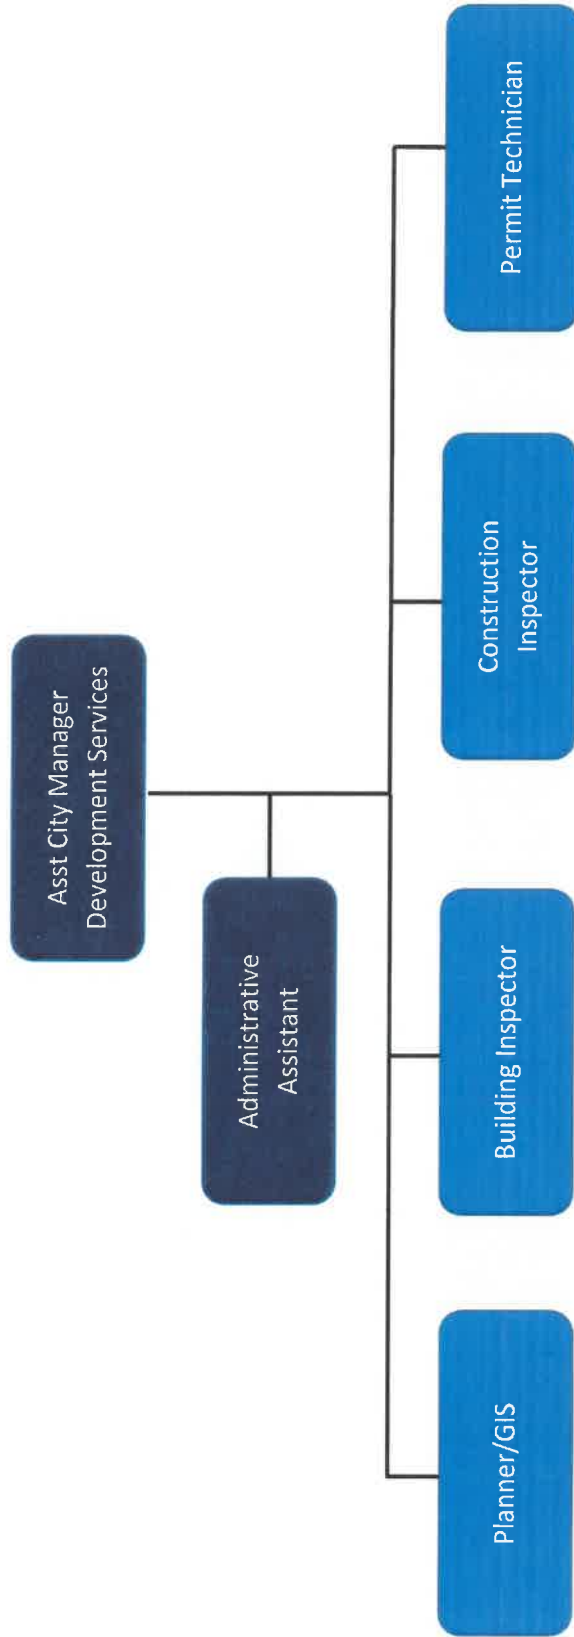 Asst City Manager
Development Services
Administrative
Assistant
Planner/GIS
Building Inspector
Construction
Inspector
Permit Technician